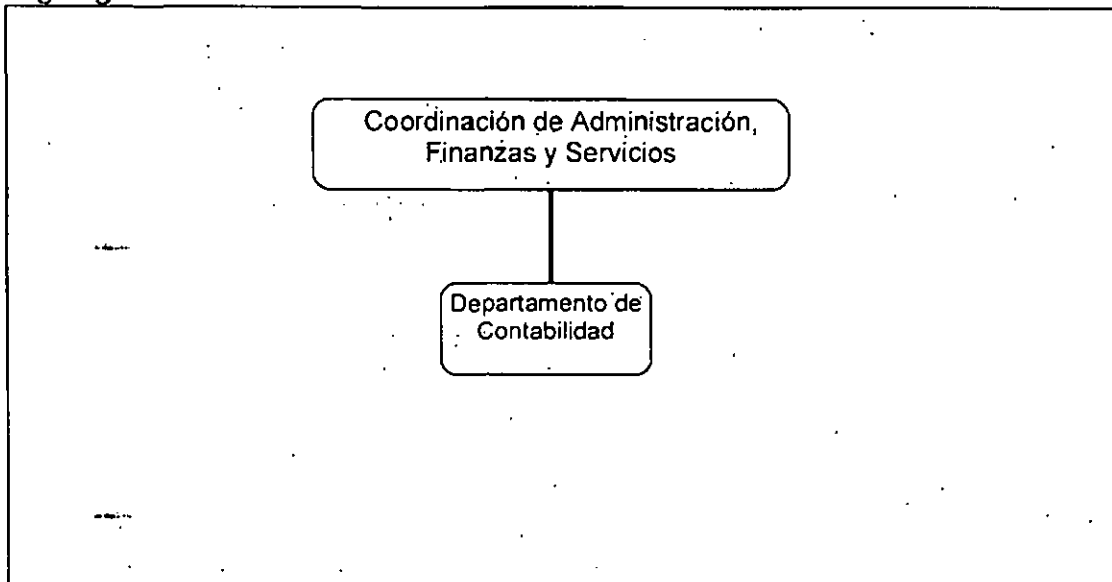 Coordinación de Administración,
Finanzas y Servicios
Departamento de
Contabilidad